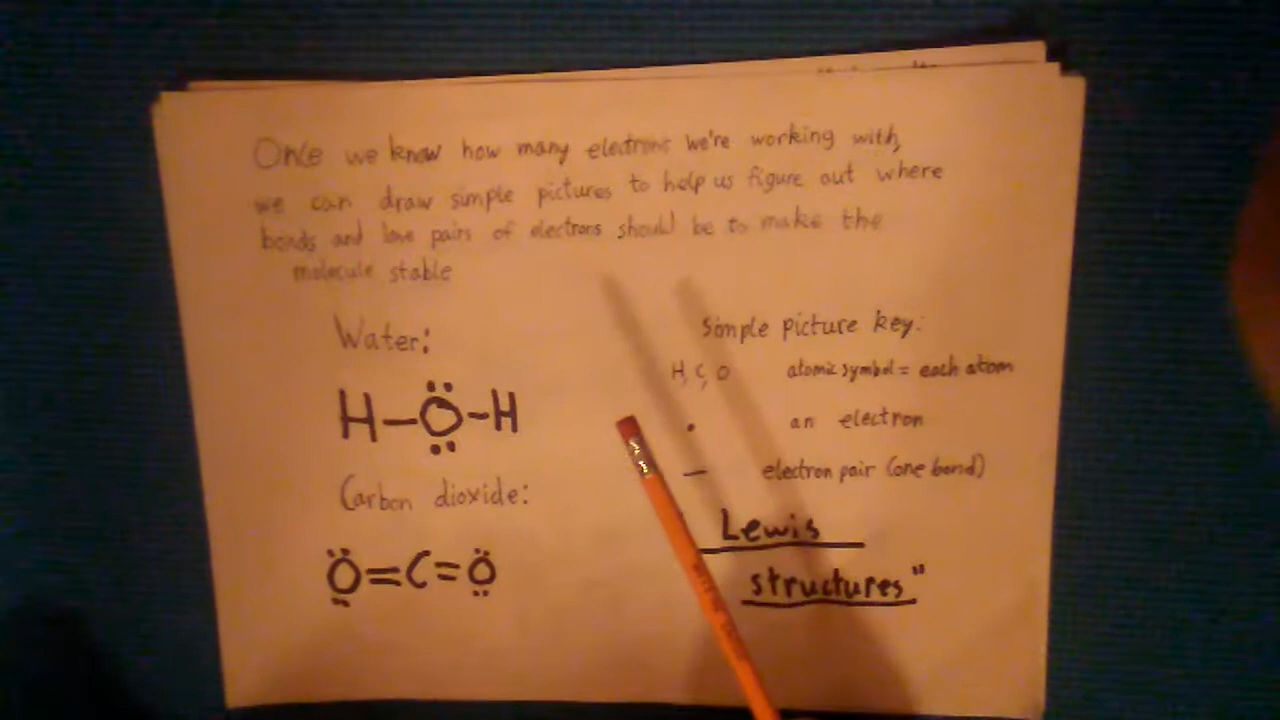 Once we know how many electrons we're working with,
we can draw simple pictures to help us figure out where
bonds and lone pairs of electrons should be to make the
molecule stable
Water:
H–Ö̤–H
Carbon dioxide:
Ö̤=C=Ö̤
Simple picture key:
H, C, O atomic symbol = each atom
• an electron
— electron pair (one bond)
Lewis
structures"